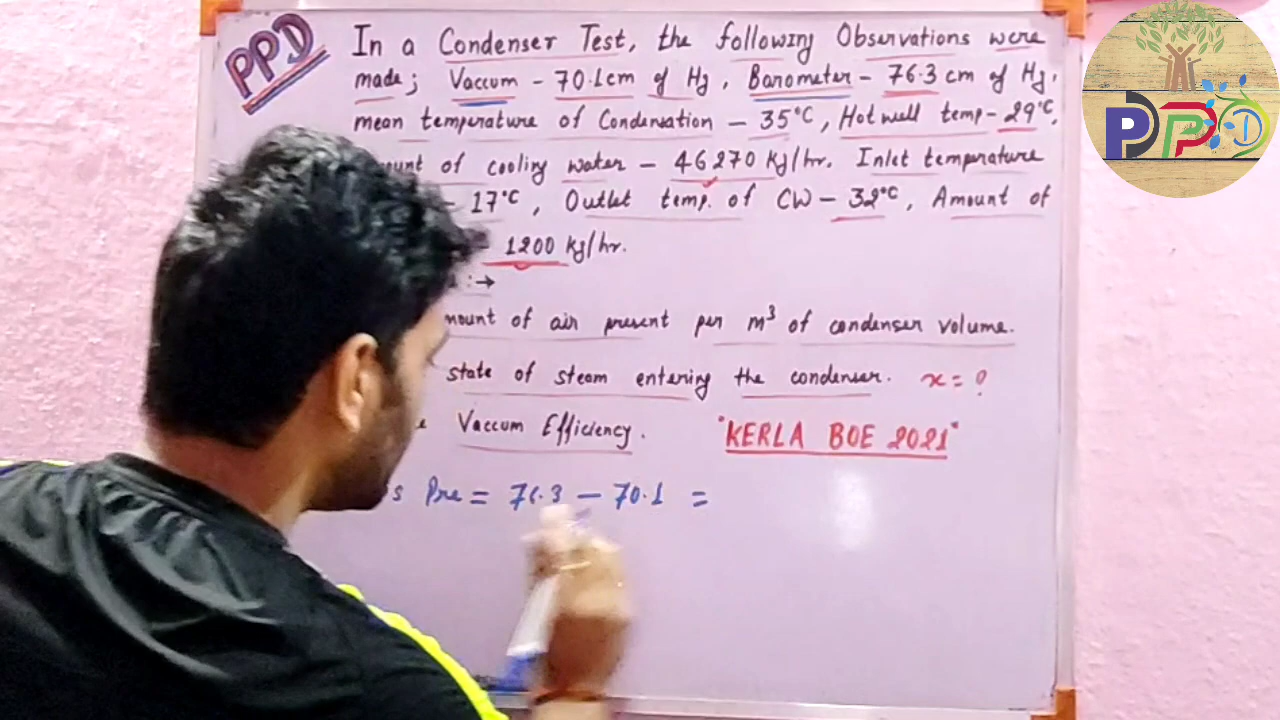 PPD
In a Condenser Test, the following Observations were
made; Vaccum - 70.1cm of Hg, Barometer - 76.3 cm of Hg.
mean temperature of Condensation - 35°C, Hot well temp - 29°C.
of cooling water - 46270 kg/hr. Inlet temperature
- 17°C, Outlet temp. of CW - 32°C, Amount of
1200 kg/hr.
: →
of air present per m³ of condenser volume.
state of steam entering the condenser. x = ?
Vaccum Efficiency.
"KERLA BOE 2021"
Pre = 76.3 - 70.1 =
PPD